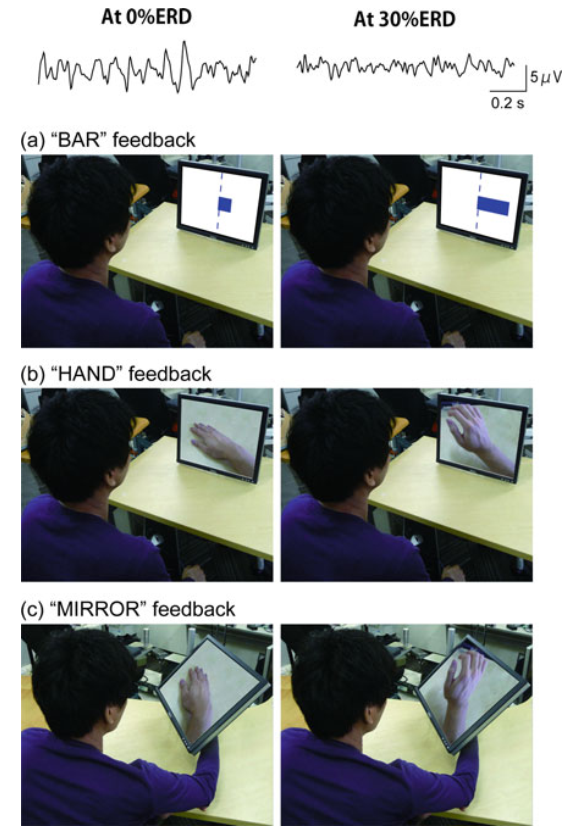 At 0%ERD
At 30%ERD
5 μV
0.2 s
(a) “BAR” feedback
(b) “HAND” feedback
(c) “MIRROR” feedback